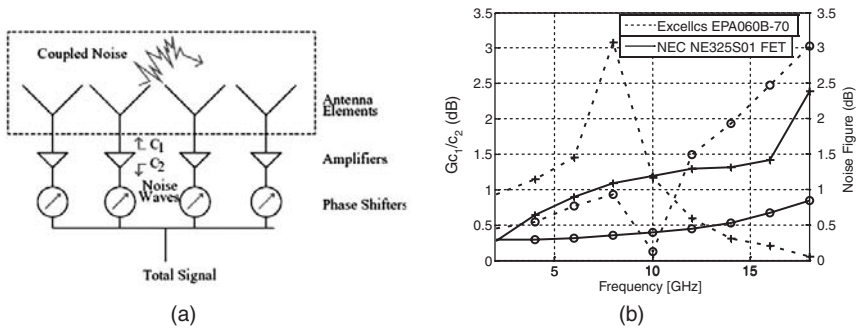 Coupled Noise
Antenna
Elements
C1
Amplifiers
C2
Noise
Waves
Phase Shifters
Total Signal
(a)
Excellcs EPA060B-70
NEC NE325S01 FET
3.5
3
2.5
2
1.5
1
0.5
0
Gc1/c2 (dB)
5
10
15
Frequency [GHz]
3.5
3
2.5
2
1.5
1
0.5
0
Noise Figure (dB)
(b)